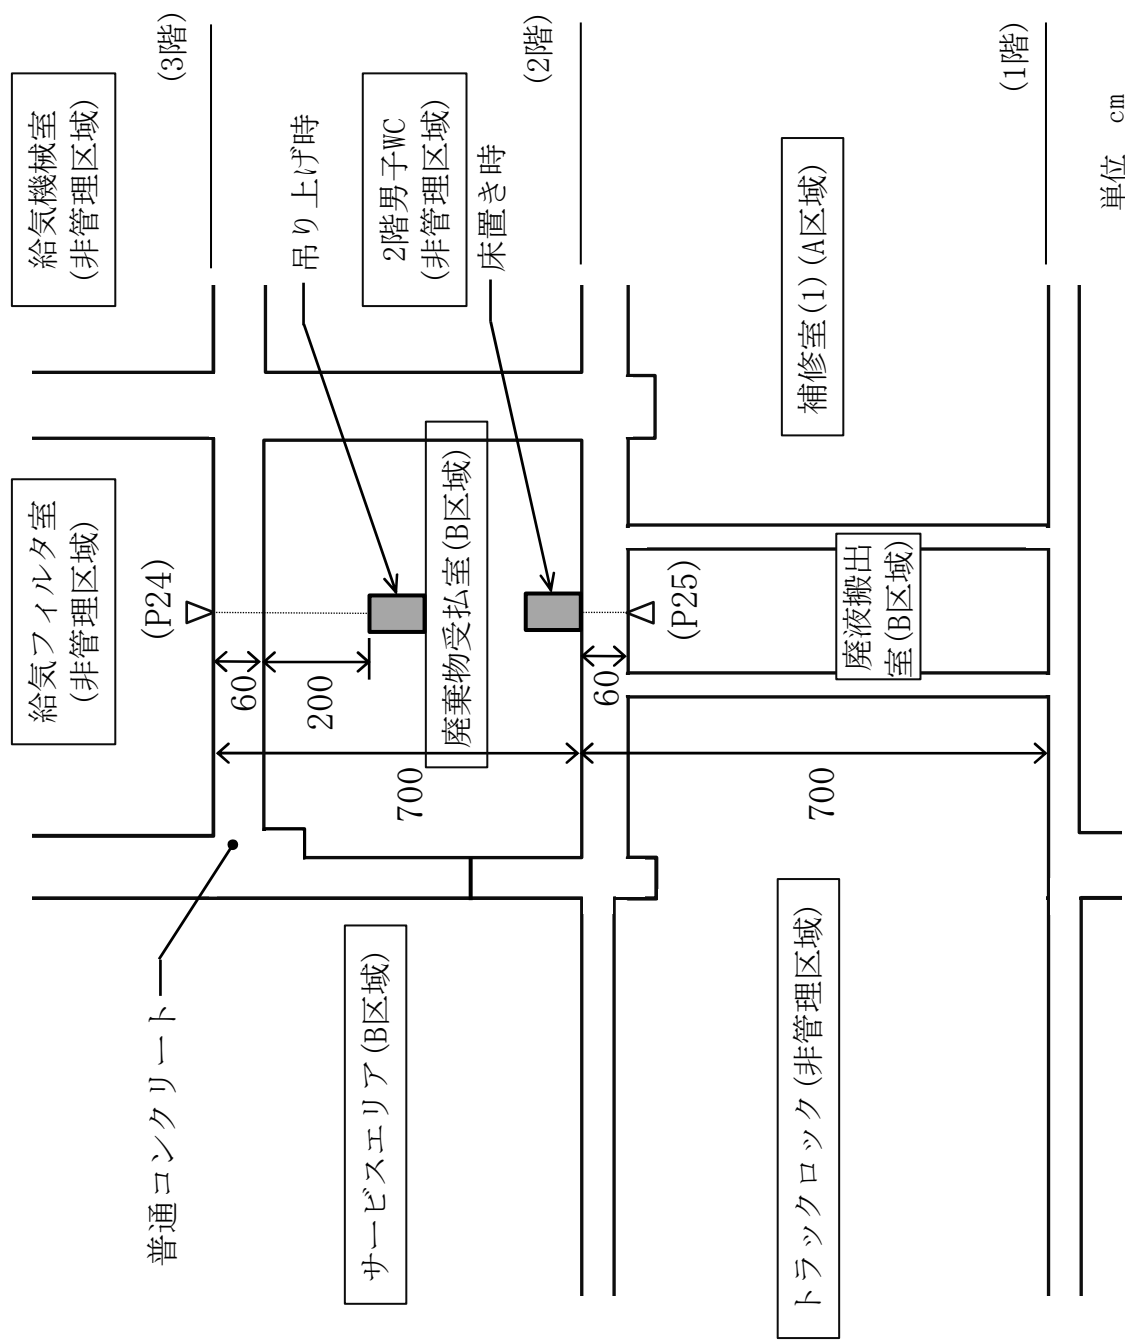 給気機械室
(非管理区域)
(3階)
吊り上げ時
2階男子WC
(非管理区域)
床置き時
(2階)
補修室(1)(A区域)
(1階)
単位 cm
給気フィルタ室
(非管理区域)
(P24)
60
200
700
廃棄物受払室(B区域)
60
(P25)
廃液搬出
室(B区域)
700
普通コンクリート
サービスエリア(B区域)
トラックロック(非管理区域)